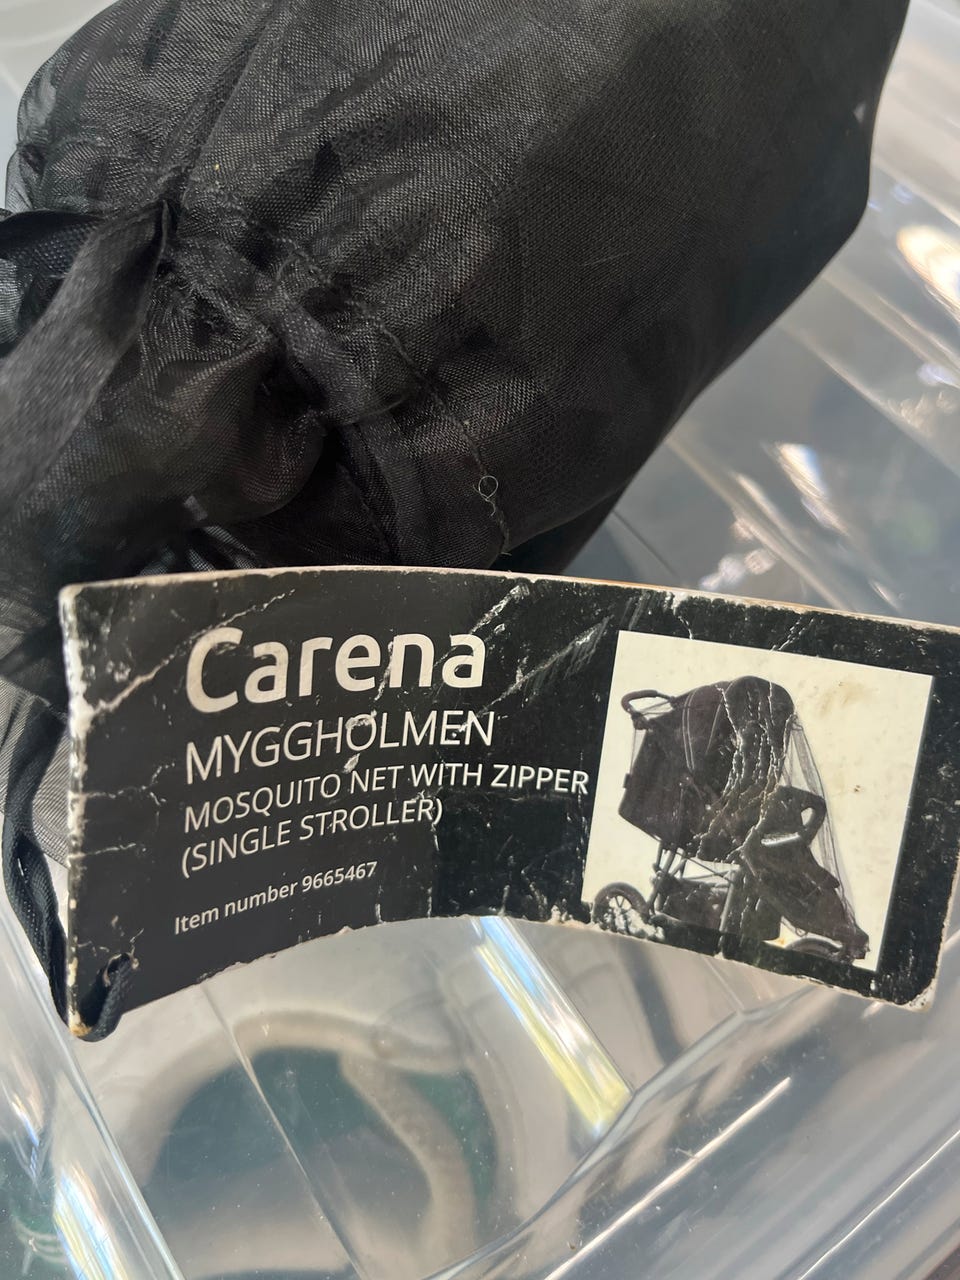 Carena
MYGGHOLMEN
MOSQUITO NET WITH ZIPPER
(SINGLE STROLLER)
Item number 9665467